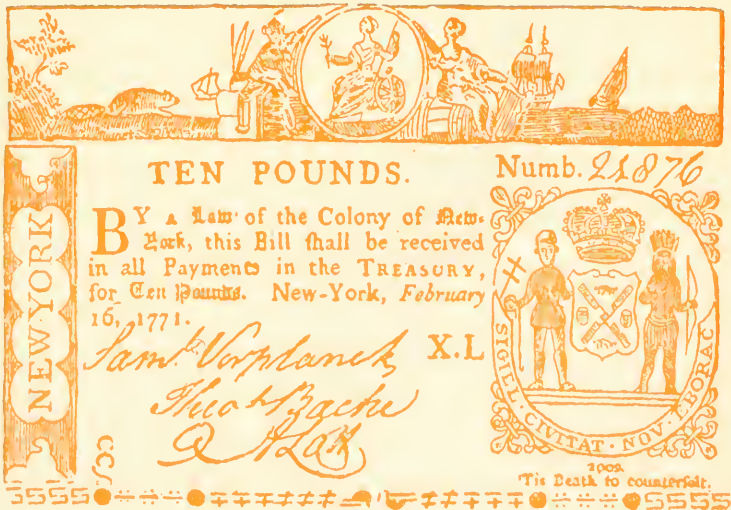 TEN POUNDS.
Numb. 21876
BY A Law of the Colony of New-
York, this Bill ſhall be received
in all Payments in the TREASURY,
for Ten Pounds. New-York, February
16, 1771.
X.L
NEW YORK
Samˡ. Verplanck
Theoᵗ Bache
SIGILL. CIVITAT. NOV. EBORAC
'Tis Death to counterfeit.